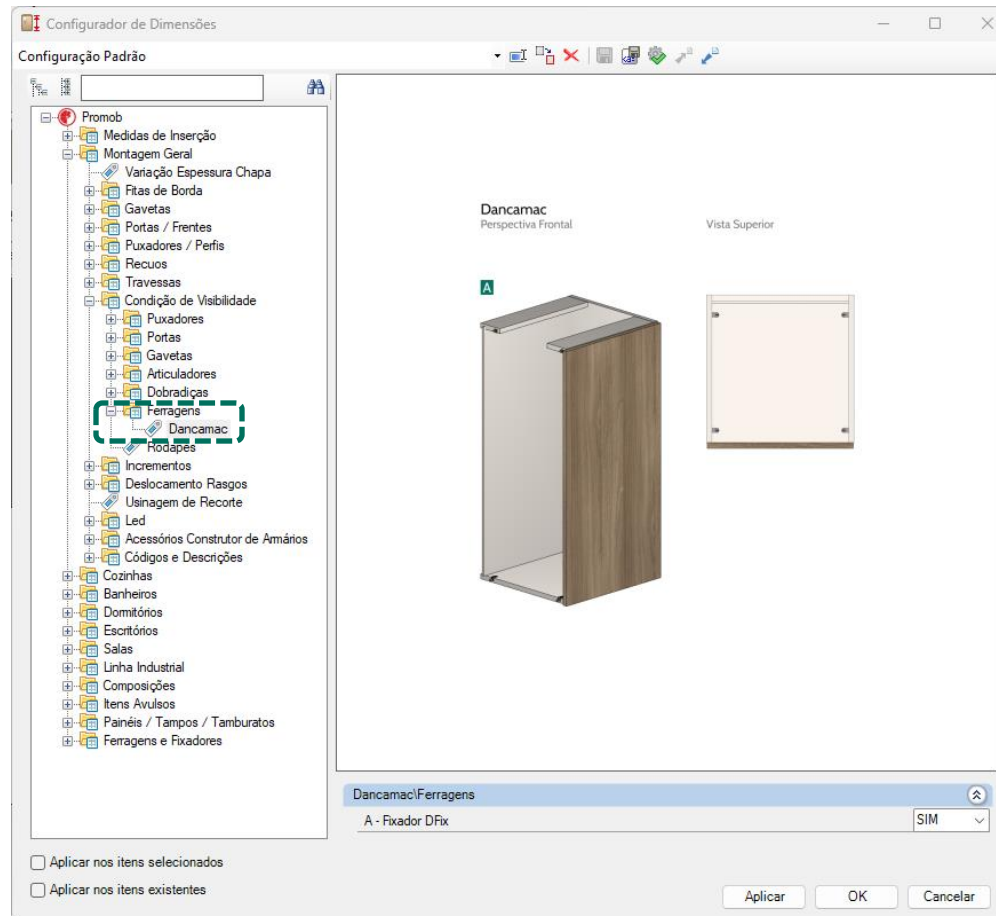 Configurador de Dimensões
Configuração Padrão
Promob
Medidas de Inserção
Montagem Geral
Variação Espessura Chapa
Fitas de Borda
Gavetas
Portas / Frentes
Puxadores / Perfis
Recuos
Travessas
Condição de Visibilidade
Puxadores
Portas
Gavetas
Articuladores
Dobradiças
Ferragens
Dancamac
Rodapés
Incrementos
Deslocamento Rasgos
Usinagem de Recorte
Led
Acessórios Construtor de Armários
Códigos e Descrições
Cozinhas
Banheiros
Dormitórios
Escritórios
Salas
Linha Industrial
Composições
Itens Avulsos
Painéis / Tampos / Tamburatos
Ferragens e Fixadores
Dancamac
Perspectiva Frontal
Vista Superior
A
Dancamac\Ferragens
A - Fixador DFix SIM
Aplicar nos itens selecionados
Aplicar nos itens existentes
Aplicar OK Cancelar